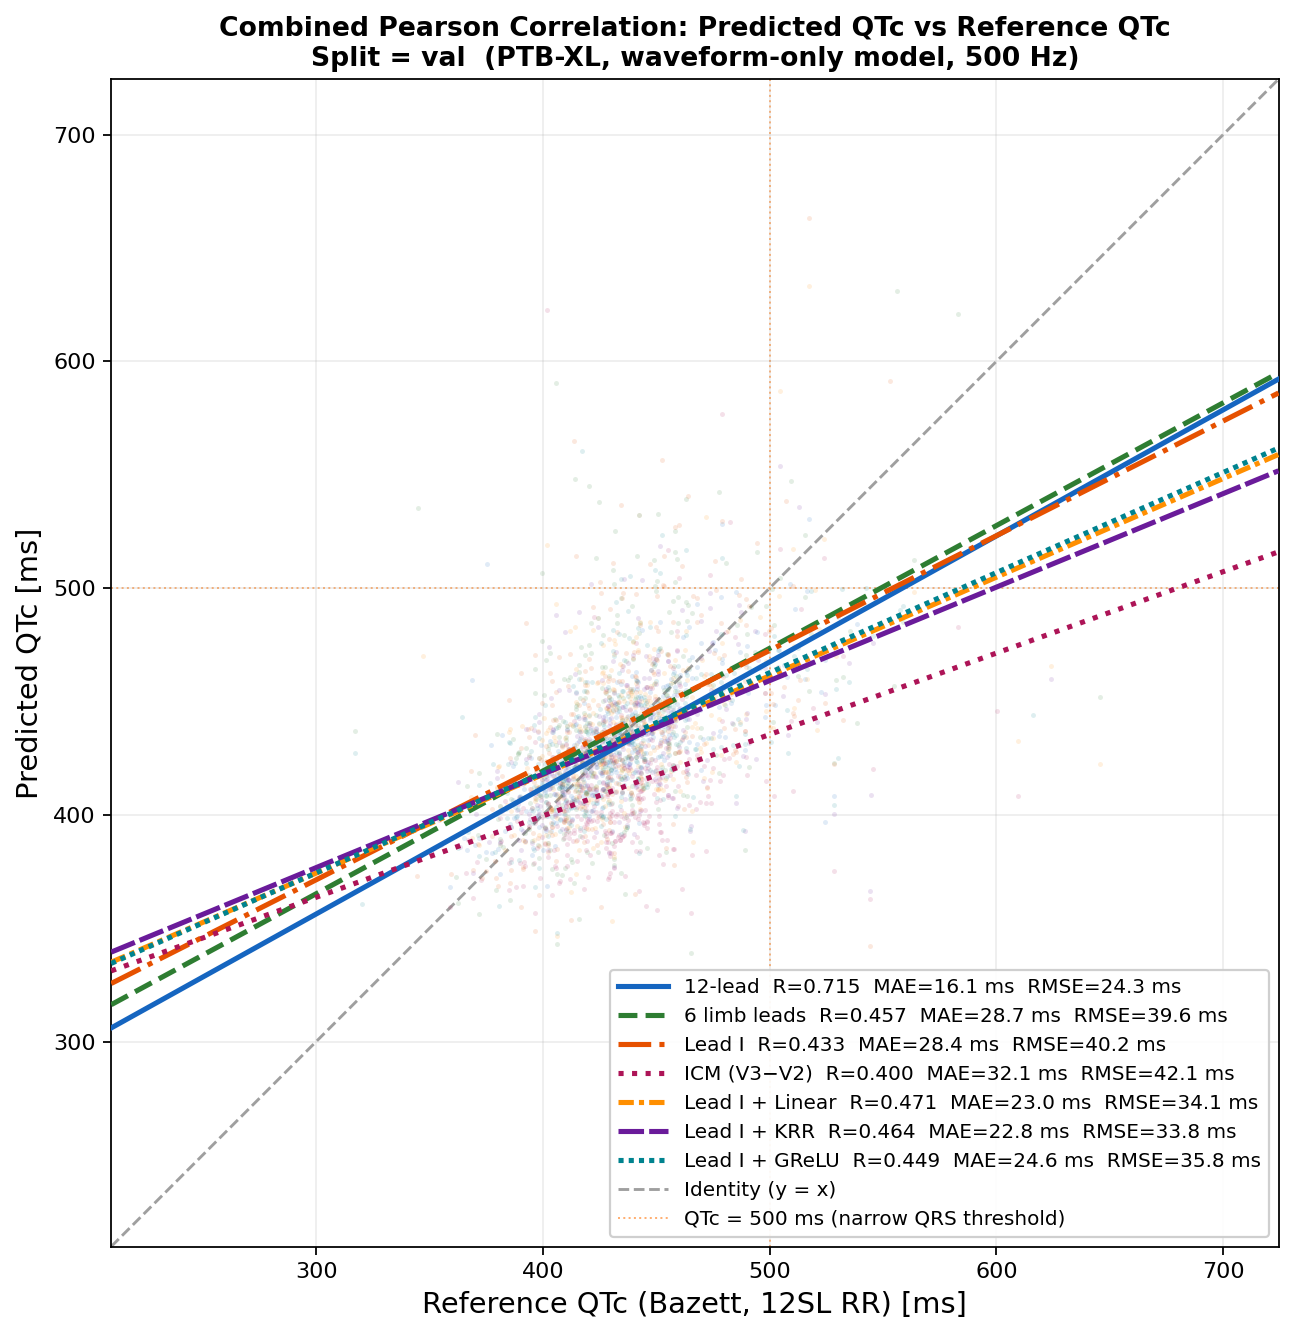 Combined Pearson Correlation: Predicted QTc vs Reference QTc
Split = val  (PTB-XL, waveform-only model, 500 Hz)
Predicted QTc [ms]
700
600
500
400
300
12-lead  R=0.715  MAE=16.1 ms  RMSE=24.3 ms
6 limb leads  R=0.457  MAE=28.7 ms  RMSE=39.6 ms
Lead I  R=0.433  MAE=28.4 ms  RMSE=40.2 ms
ICM (V3−V2)  R=0.400  MAE=32.1 ms  RMSE=42.1 ms
Lead I + Linear  R=0.471  MAE=23.0 ms  RMSE=34.1 ms
Lead I + KRR  R=0.464  MAE=22.8 ms  RMSE=33.8 ms
Lead I + GReLU  R=0.449  MAE=24.6 ms  RMSE=35.8 ms
Identity (y = x)
QTc = 500 ms (narrow QRS threshold)
300 400 500 600 700
Reference QTc (Bazett, 12SL RR) [ms]